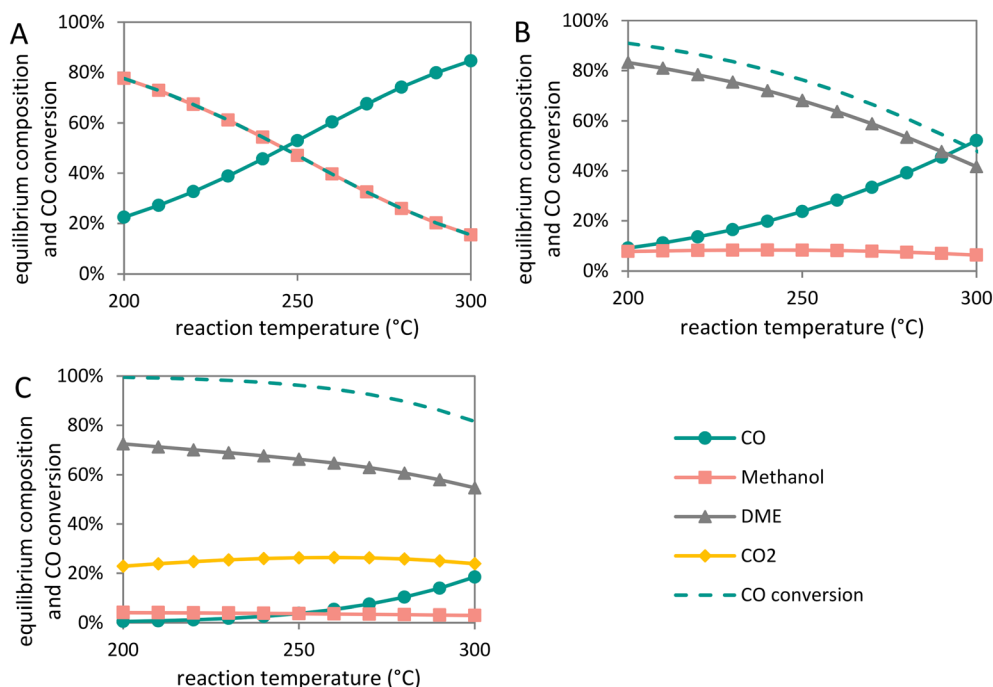 A
equilibrium composition
and CO conversion
100%
80%
60%
40%
20%
0%
200
250
300
reaction temperature (°C)
B
equilibrium composition
and CO conversion
100%
80%
60%
40%
20%
0%
200
250
300
reaction temperature (°C)
C
equilibrium composition
and CO conversion
100%
80%
60%
40%
20%
0%
200
250
300
reaction temperature (°C)
CO
Methanol
DME
CO2
CO conversion